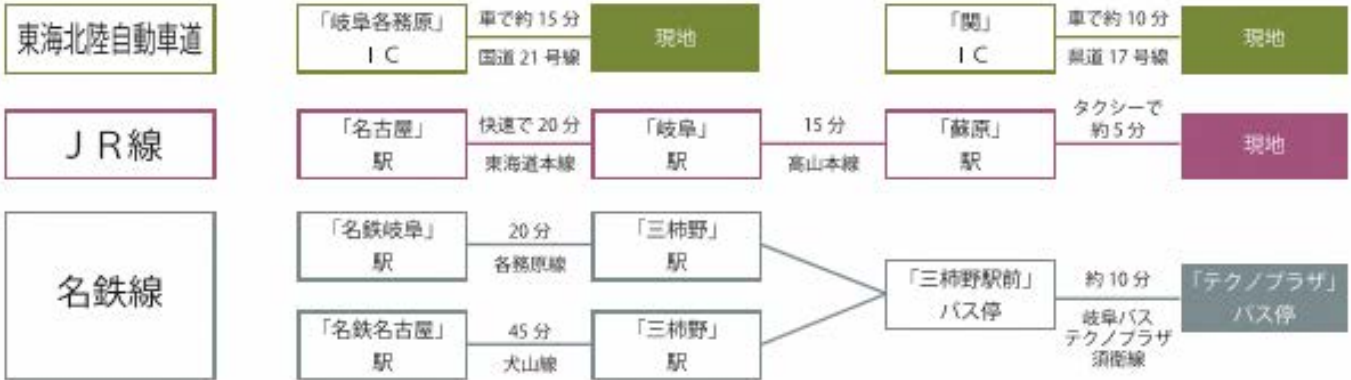 東海北陸自動車道
「岐阜各務原」
ＩＣ
車で約 15 分
国道 21 号線
現地
「関」
ＩＣ
車で約 10 分
県道 17 号線
現地
ＪＲ線
「名古屋」
駅
快速で 20 分
東海道本線
「岐阜」
駅
15 分
高山本線
「蘇原」
駅
タクシーで
約 5 分
現地
名鉄線
「名鉄岐阜」
駅
20 分
各務原線
「三柿野」
駅
「名鉄名古屋」
駅
45 分
犬山線
「三柿野」
駅
「三柿野駅前」
バス停
約 10 分
岐阜バス
テクノプラザ
須衛線
「テクノプラザ」
バス停